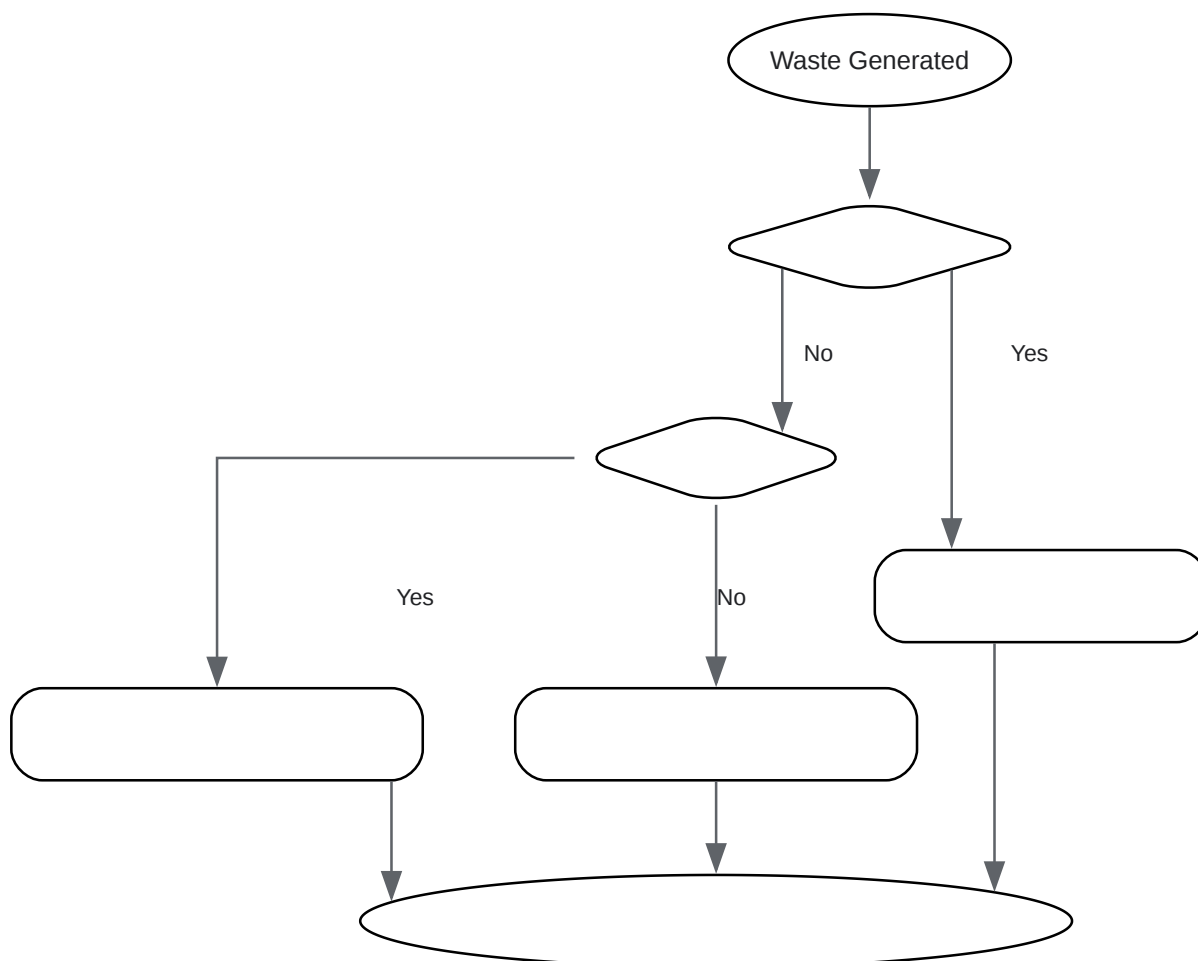 Waste Generated
No
Yes
Yes
No